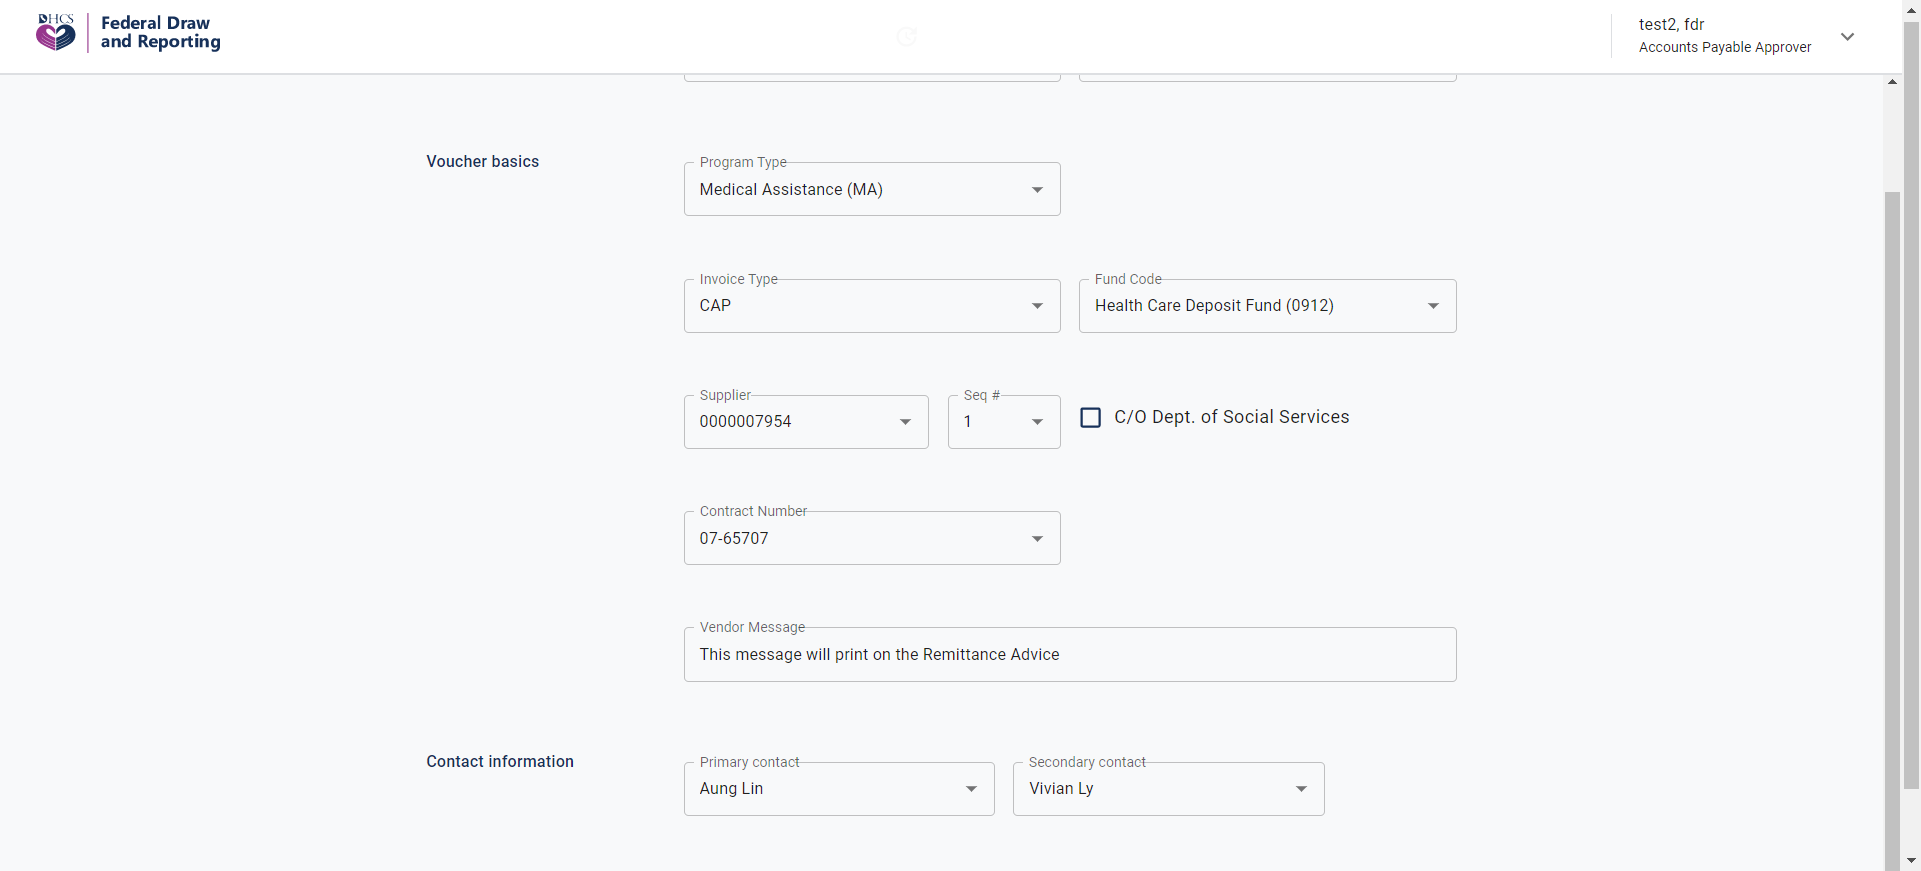 DHCS
Federal Draw
and Reporting
test2, fdr
Accounts Payable Approver
Voucher basics
Program Type
Medical Assistance (MA)
Invoice Type
CAP
Fund Code
Health Care Deposit Fund (0912)
Supplier
0000007954
Seq #
1
C/O Dept. of Social Services
Contract Number
07-65707
Vendor Message
This message will print on the Remittance Advice
Contact information
Primary contact
Aung Lin
Secondary contact
Vivian Ly